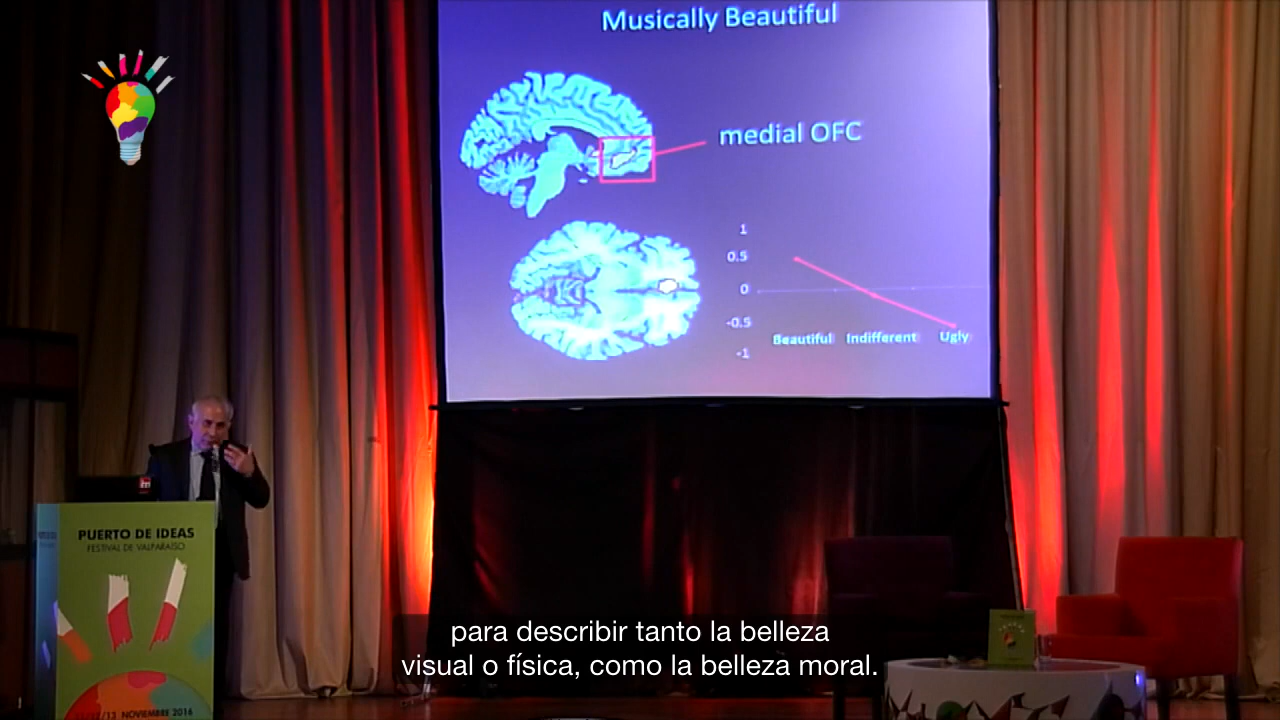 Musically Beautiful
medial OFC
1
0.5
0
-0.5
-1
Beautiful Indifferent Ugly
PUERTO DE IDEAS
FESTIVAL DE VALPARAÍSO
NOVIEMBRE 2016
para describir tanto la belleza
visual o física, como la belleza moral.